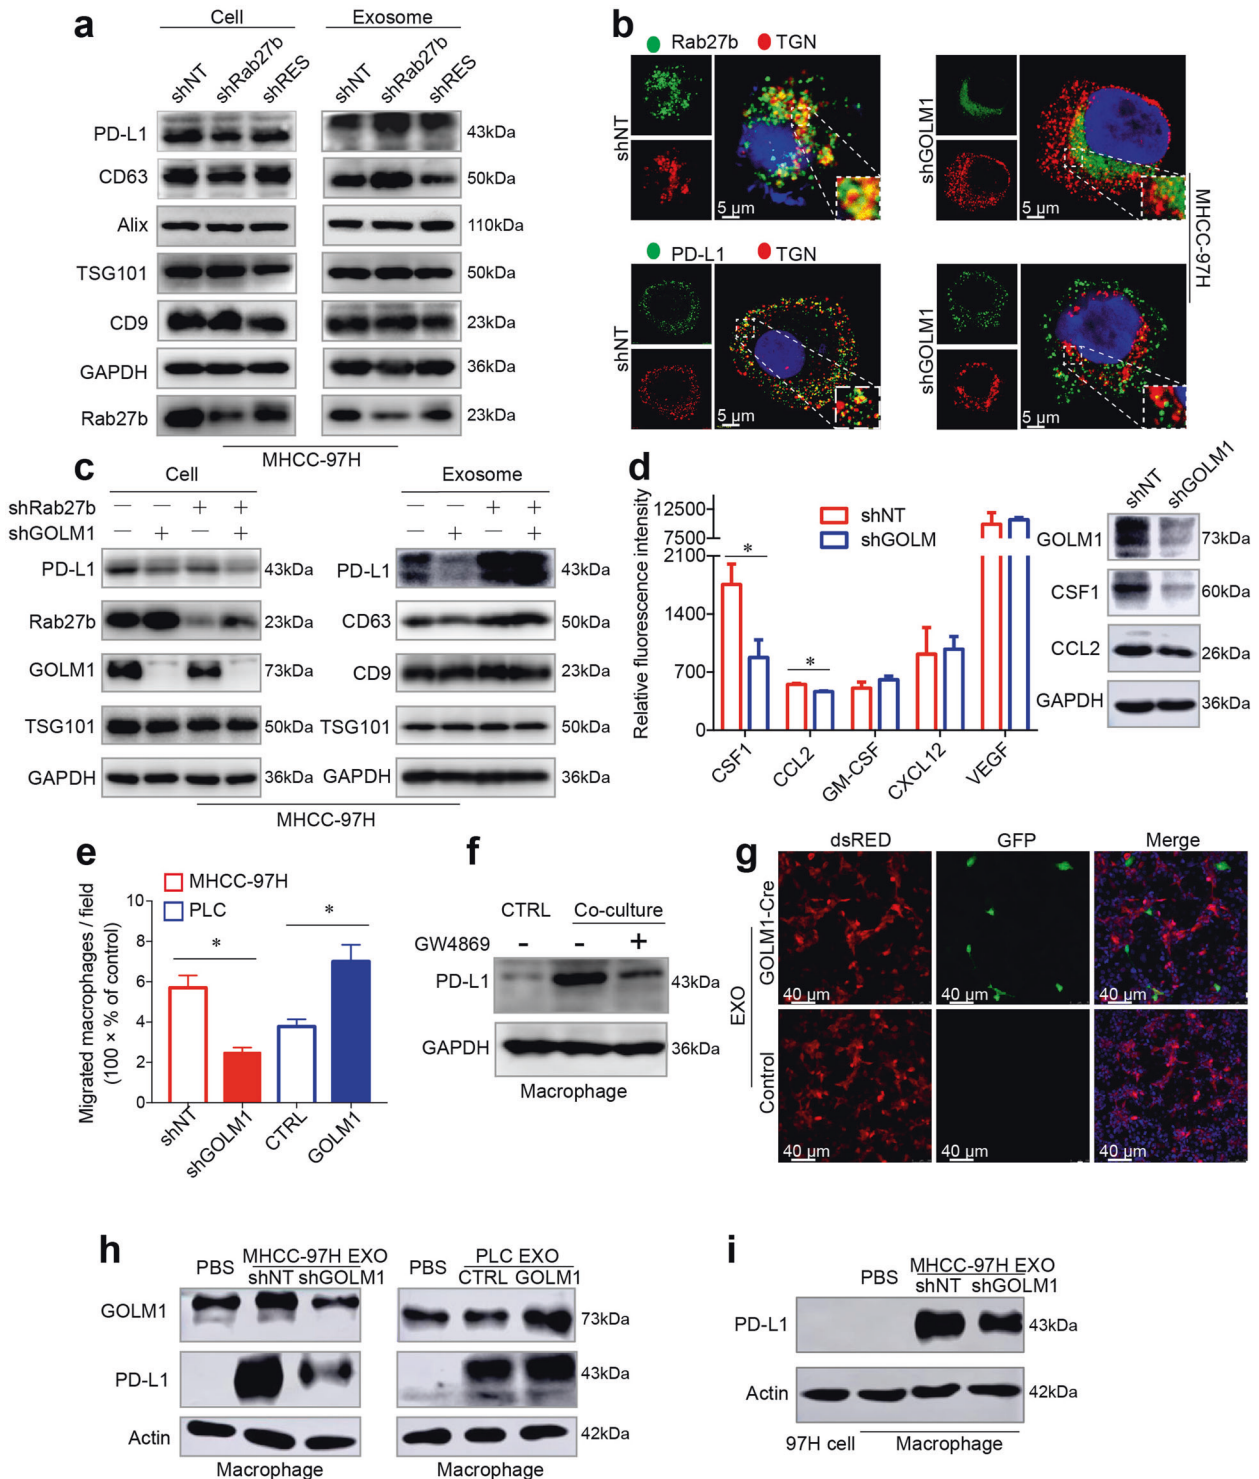 a
Cell Exosome
shNT shRab27b shRES shNT shRab27b shRES
PD-L1 43kDa
CD63 50kDa
Alix 110kDa
TSG101 50kDa
CD9 23kDa
GAPDH 36kDa
Rab27b 23kDa
MHCC-97H
b
Rab27b TGN
shNT 5 μm shGOLM1 5 μm
PD-L1 TGN
shNT 5 μm shGOLM1 5 μm
MHCC-97H
c
Cell Exosome
shRab27b — — + + — — + +
shGOLM1 — + — + — + — +
PD-L1 43kDa PD-L1 43kDa
Rab27b 23kDa CD63 50kDa
GOLM1 73kDa CD9 23kDa
TSG101 50kDa TSG101 50kDa
GAPDH 36kDa GAPDH 36kDa
MHCC-97H
d
Relative fluorescence intensity
12500
7500
2100
1400
700
0
shNT
shGOLM
* *
CSF1 CCL2 GM-CSF CXCL12 VEGF
shNT shGOLM1
GOLM1 73kDa
CSF1 60kDa
CCL2 26kDa
GAPDH 36kDa
e
MHCC-97H
PLC
Migrated macrophages / field
(100 × % of control)
10
8
6
4
2
0
* *
shNT shGOLM1 CTRL GOLM1
f
CTRL Co-culture
GW4869 - - +
PD-L1 43kDa
GAPDH 36kDa
Macrophage
g
dsRED GFP Merge
EXO
GOLM1-Cre
40 μm 40 μm 40 μm
Control
40 μm 40 μm 40 μm
h
PBS MHCC-97H EXO PBS PLC EXO
shNT shGOLM1 CTRL GOLM1
GOLM1 73kDa
PD-L1 43kDa
Actin 42kDa
Macrophage Macrophage
i
PBS MHCC-97H EXO
shNT shGOLM1
PD-L1 43kDa
Actin 42kDa
97H cell Macrophage